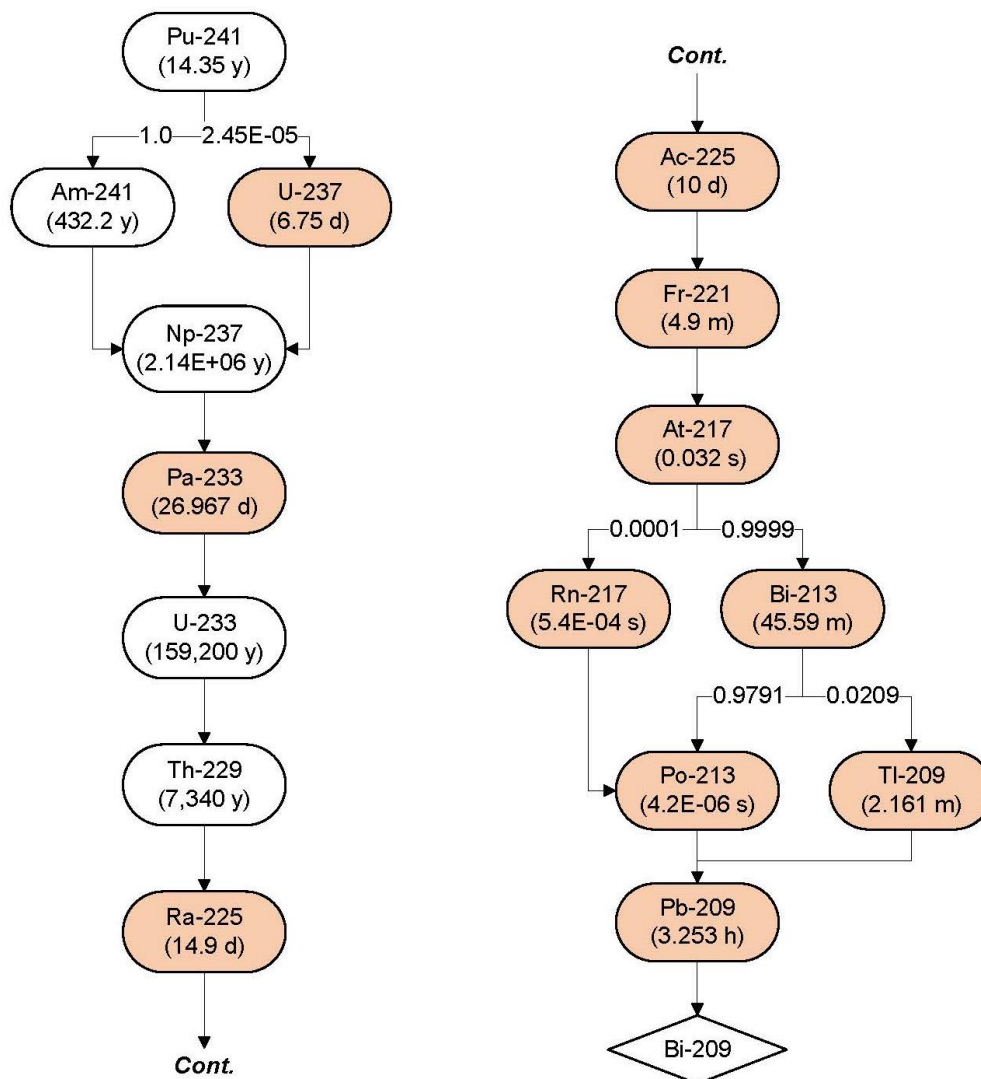 Pu-241
(14.35 y)
1.0
2.45E-05
Am-241
(432.2 y)
U-237
(6.75 d)
Np-237
(2.14E+06 y)
Pa-233
(26.967 d)
U-233
(159,200 y)
Th-229
(7,340 y)
Ra-225
(14.9 d)
Cont.
Cont.
Ac-225
(10 d)
Fr-221
(4.9 m)
At-217
(0.032 s)
0.0001
0.9999
Rn-217
(5.4E-04 s)
Bi-213
(45.59 m)
0.9791
0.0209
Po-213
(4.2E-06 s)
Tl-209
(2.161 m)
Pb-209
(3.253 h)
Bi-209